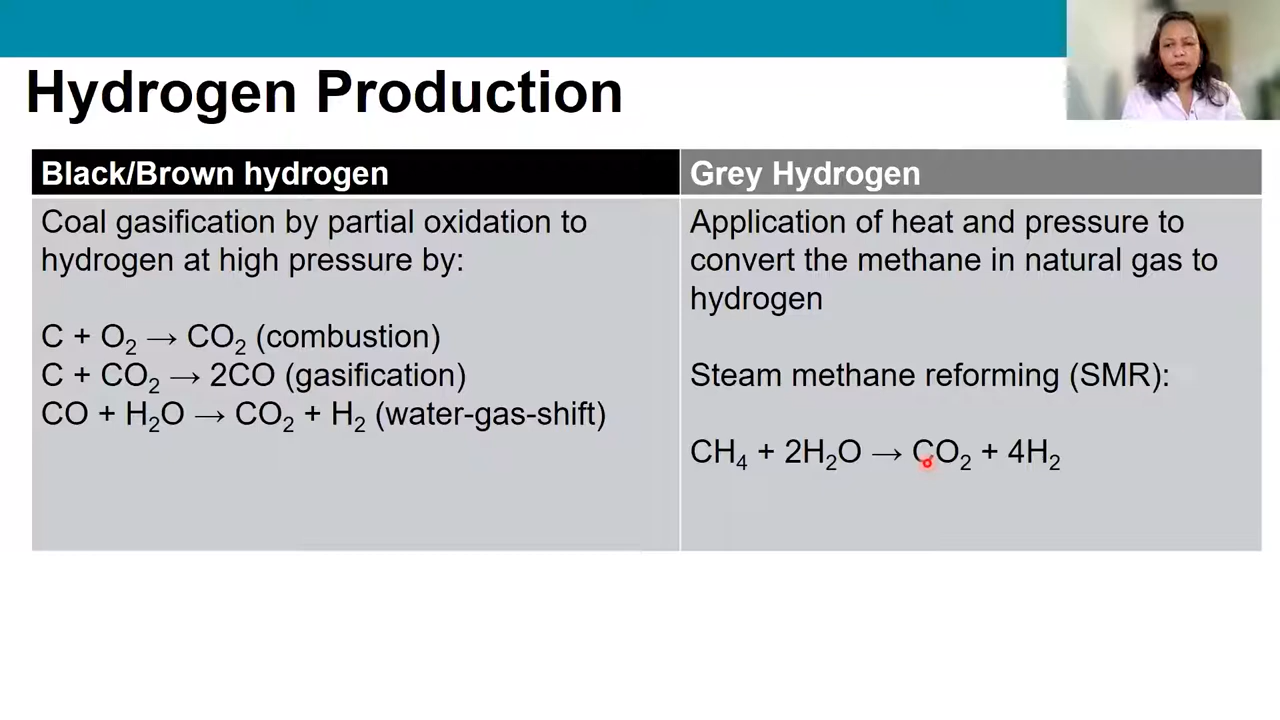 Hydrogen Production
Black/Brown hydrogen
Coal gasification by partial oxidation to
hydrogen at high pressure by:
C + O₂ → CO₂ (combustion)
C + CO₂ → 2CO (gasification)
CO + H₂O → CO₂ + H₂ (water-gas-shift)
Grey Hydrogen
Application of heat and pressure to
convert the methane in natural gas to
hydrogen
Steam methane reforming (SMR):
CH₄ + 2H₂O → CO₂ + 4H₂